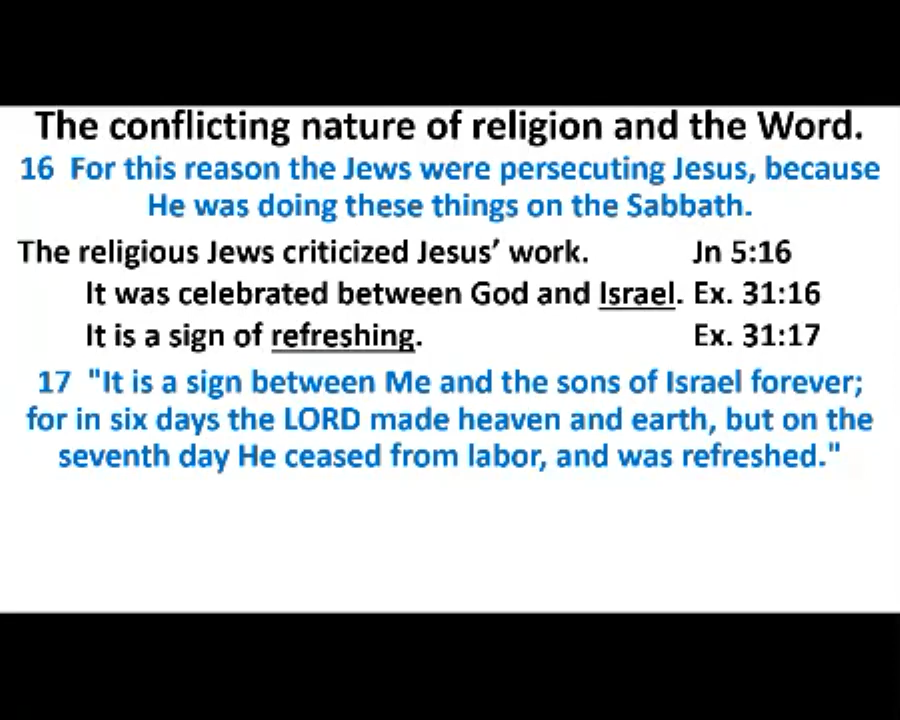 The conflicting nature of religion and the Word.
16 For this reason the Jews were persecuting Jesus, because
He was doing these things on the Sabbath.
The religious Jews criticized Jesus’ work. Jn 5:16
It was celebrated between God and Israel. Ex. 31:16
It is a sign of refreshing. Ex. 31:17
17 "It is a sign between Me and the sons of Israel forever;
for in six days the LORD made heaven and earth, but on the
seventh day He ceased from labor, and was refreshed."